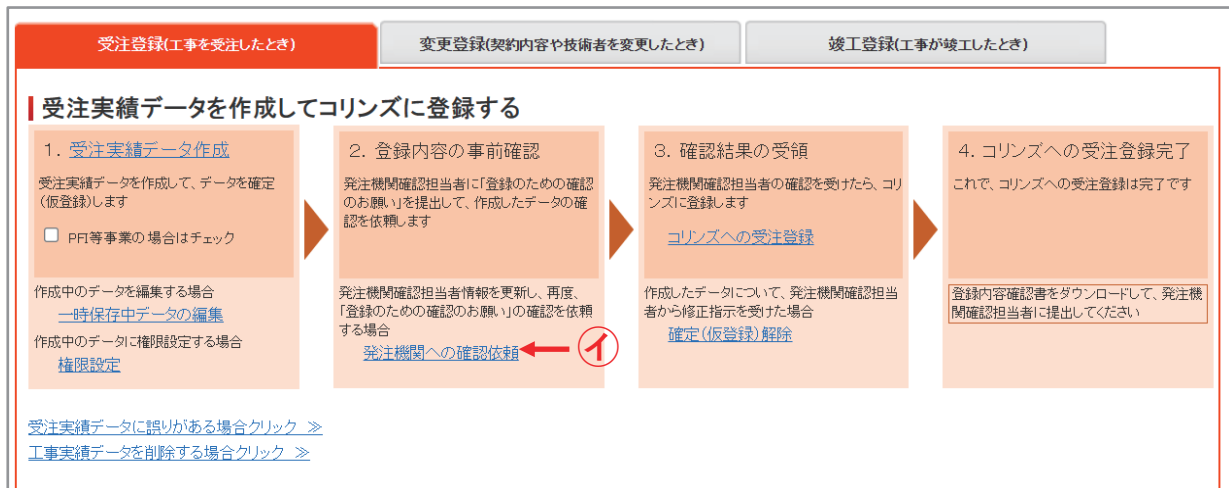 受注登録(工事を受注したとき)
変更登録(契約内容や技術者を変更したとき)
竣工登録(工事が竣工したとき)
受注実績データを作成してコリンズに登録する
1. 受注実績データ作成
受注実績データを作成して、データを確定
(仮登録)します
PFI等事業の場合はチェック
作成中のデータを編集する場合
一時保存中データの編集
作成中のデータに権限設定する場合
権限設定
2. 登録内容の事前確認
発注機関確認担当者に「登録のための確認
のお願い」を提出して、作成したデータの確
認を依頼します
発注機関確認担当者情報を更新し、再度、
「登録のための確認のお願い」の確認を依頼
する場合
発注機関への確認依頼
イ
3. 確認結果の受領
発注機関確認担当者の確認を受けたら、コリ
ンズに登録します
コリンズへの受注登録
作成したデータについて、発注機関確認担当
者から修正指示を受けた場合
確定(仮登録)解除
4. コリンズへの受注登録完了
これで、コリンズへの受注登録は完了です
登録内容確認書をダウンロードして、発注機
関確認担当者に提出してください
受注実績データに誤りがある場合クリック ≫
工事実績データを削除する場合クリック ≫